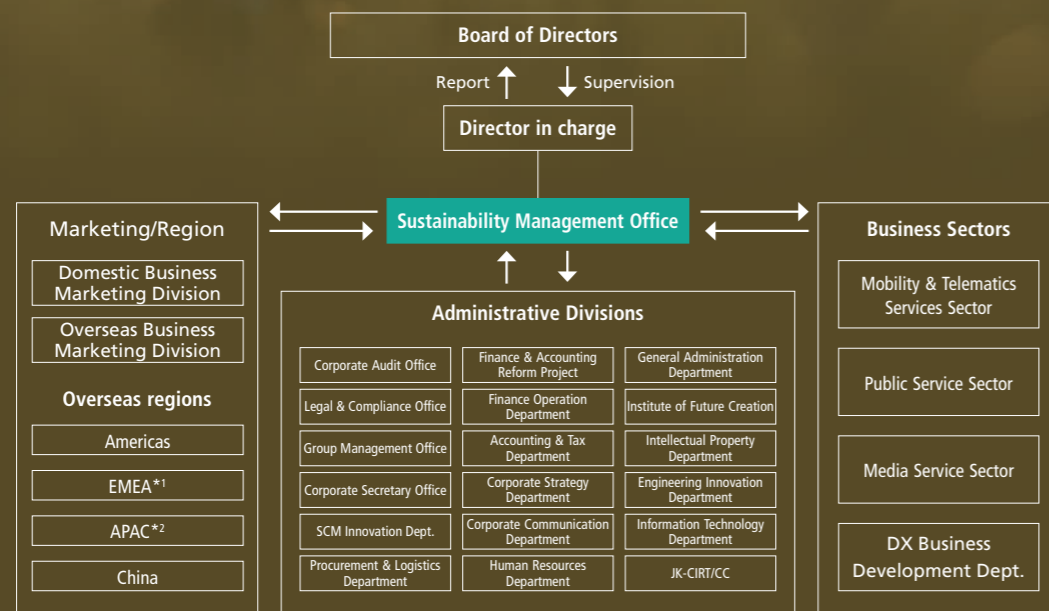 Board of Directors
Report
Supervision
Director in charge
Sustainability Management Office
Marketing/Region
Domestic Business
Marketing Division
Overseas Business
Marketing Division
Overseas regions
Americas
EMEA*1
APAC*2
China
Administrative Divisions
Corporate Audit Office
Legal & Compliance Office
Group Management Office
Corporate Secretary Office
SCM Innovation Dept.
Procurement & Logistics
Department
Finance & Accounting
Reform Project
Finance Operation
Department
Accounting & Tax
Department
Corporate Strategy
Department
Corporate Communication
Department
Human Resources
Department
General Administration
Department
Institute of Future Creation
Intellectual Property
Department
Engineering Innovation
Department
Information Technology
Department
JK-CIRT/CC
Business Sectors
Mobility & Telematics
Services Sector
Public Service Sector
Media Service Sector
DX Business
Development Dept.